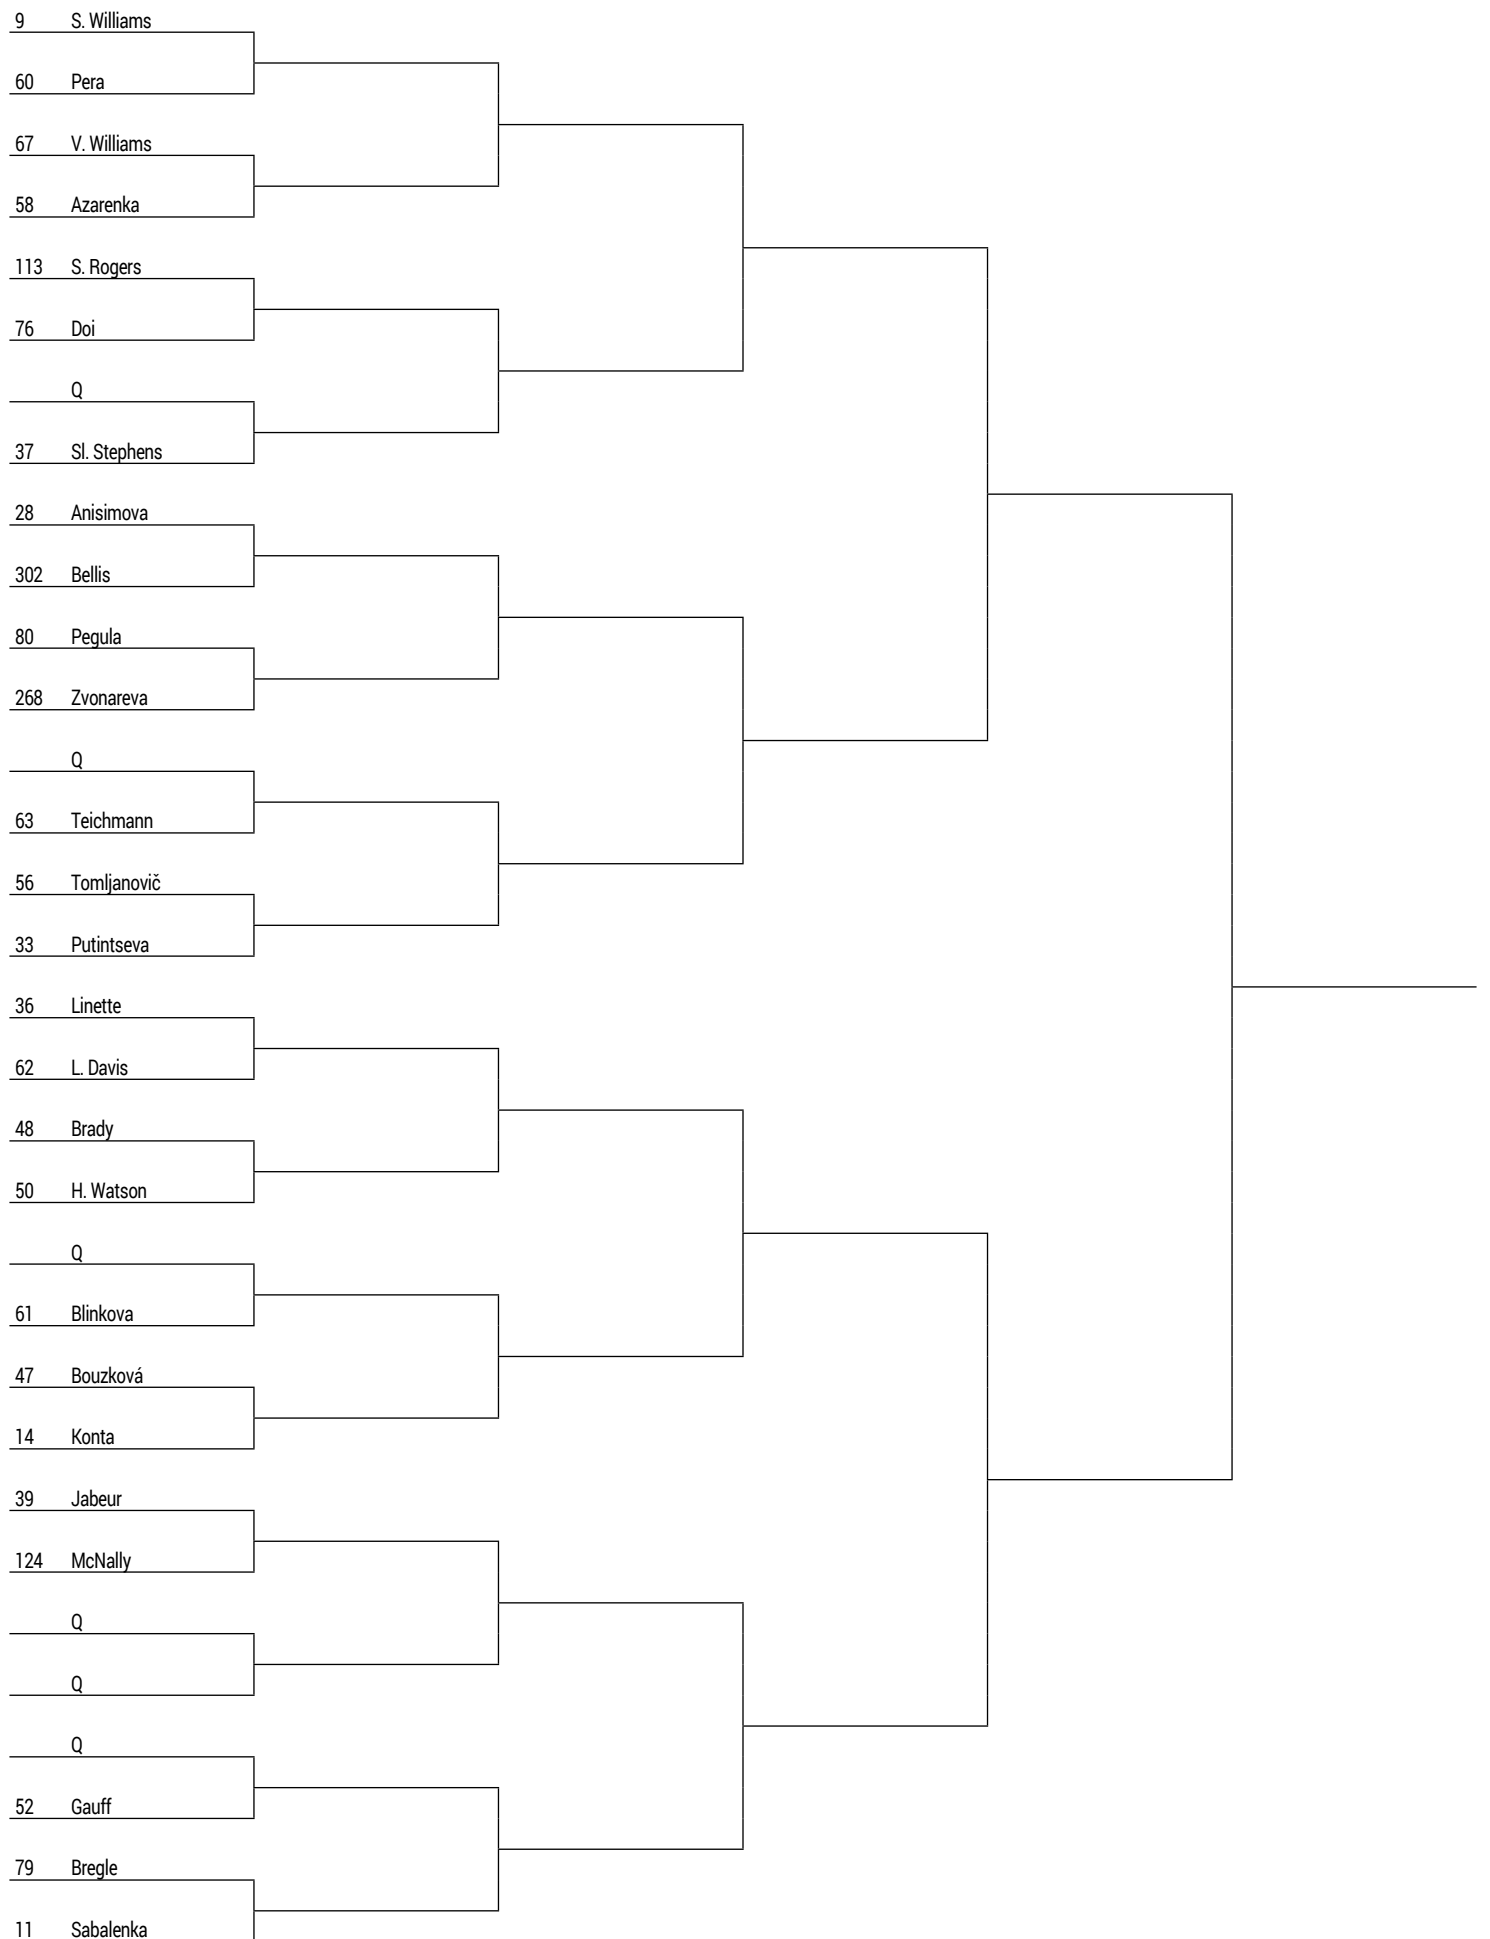 9 S. Williams
60 Pera
67 V. Williams
58 Azarenka
113 S. Rogers
76 Doi
Q
37 Sl. Stephens
28 Anisimova
302 Bellis
80 Pegula
268 Zvonareva
Q
63 Teichmann
56 Tomljanovič
33 Putintseva
36 Linette
62 L. Davis
48 Brady
50 H. Watson
Q
61 Blinkova
47 Bouzková
14 Konta
39 Jabeur
124 McNally
Q
Q
Q
52 Gauff
79 Bregle
11 Sabalenka